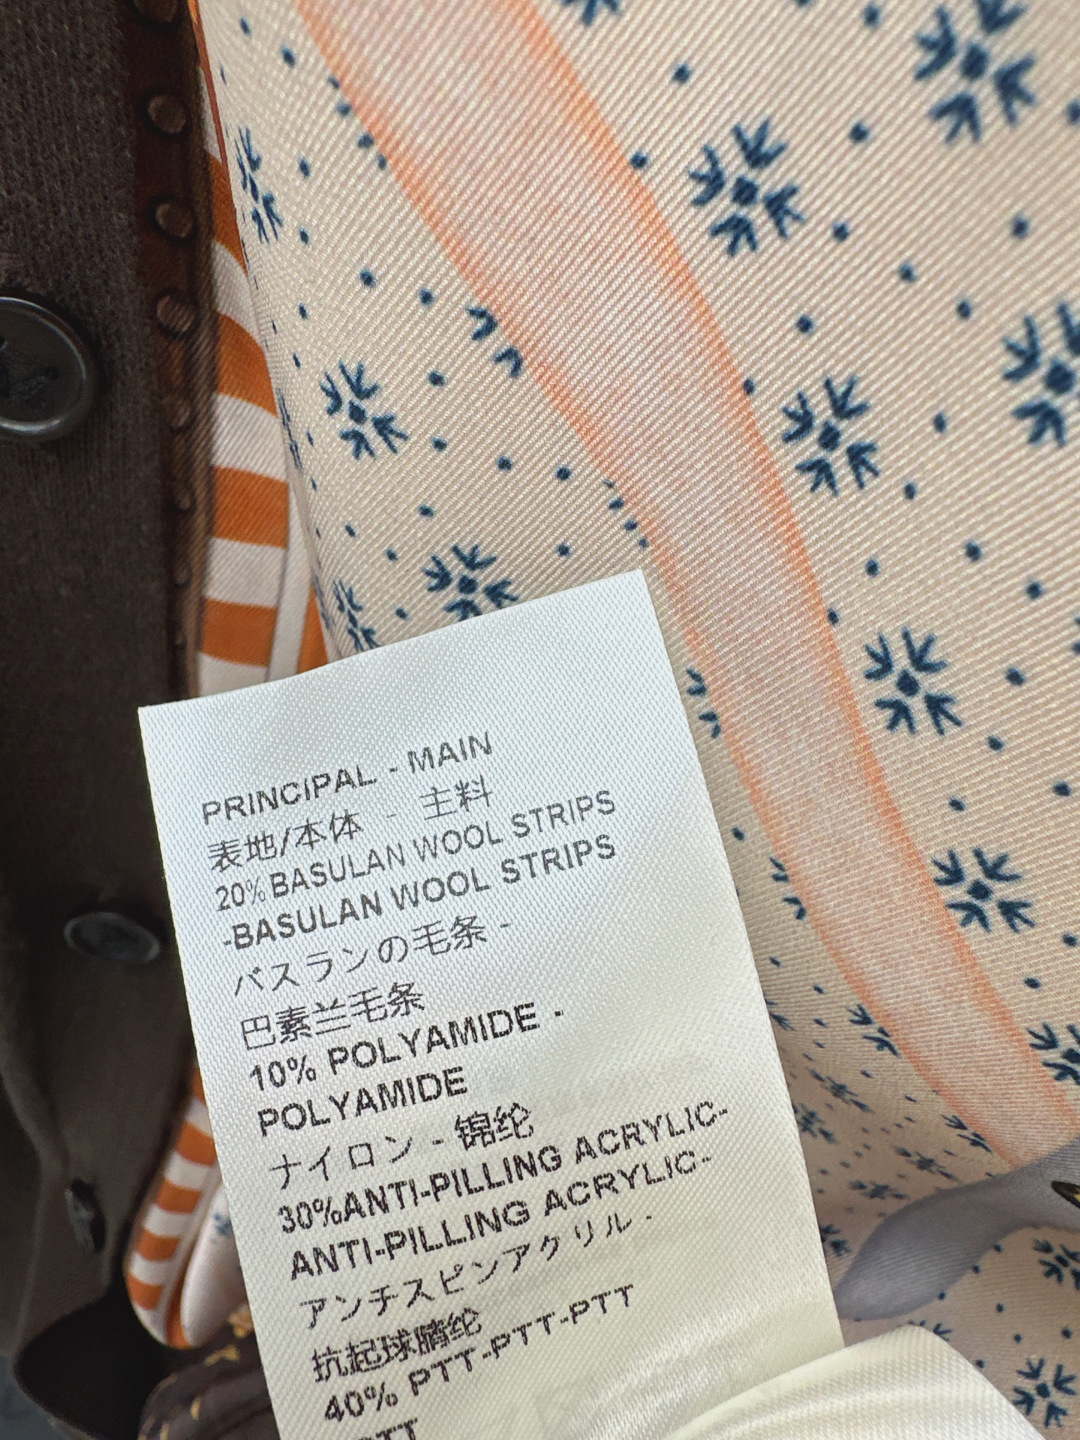 PRINCIPAL - MAIN
表地/本体 - 主料
20% BASULAN WOOL STRIPS
-BASULAN WOOL STRIPS
バスランの毛条 -
巴素兰毛条
10% POLYAMIDE -
POLYAMIDE
ナイロン - 锦纶
30%ANTI-PILLING ACRYLIC-
ANTI-PILLING ACRYLIC-
アンチスピンアクリル -
抗起球腈纶
40% PTT-PTT-PTT
PTT